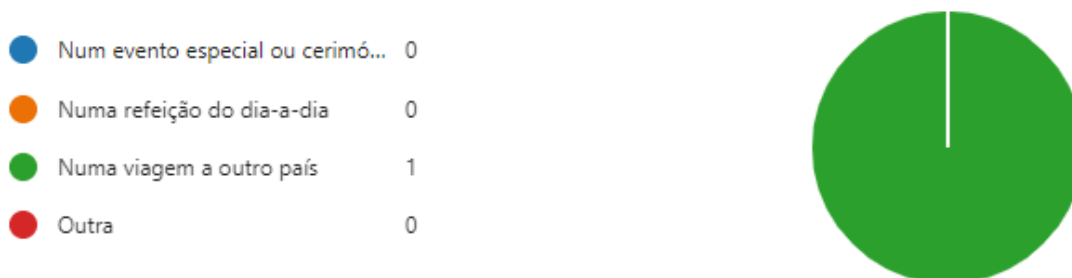 Num evento especial ou cerimó... 0
Numa refeição do dia-a-dia 0
Numa viagem a outro país 1
Outra 0